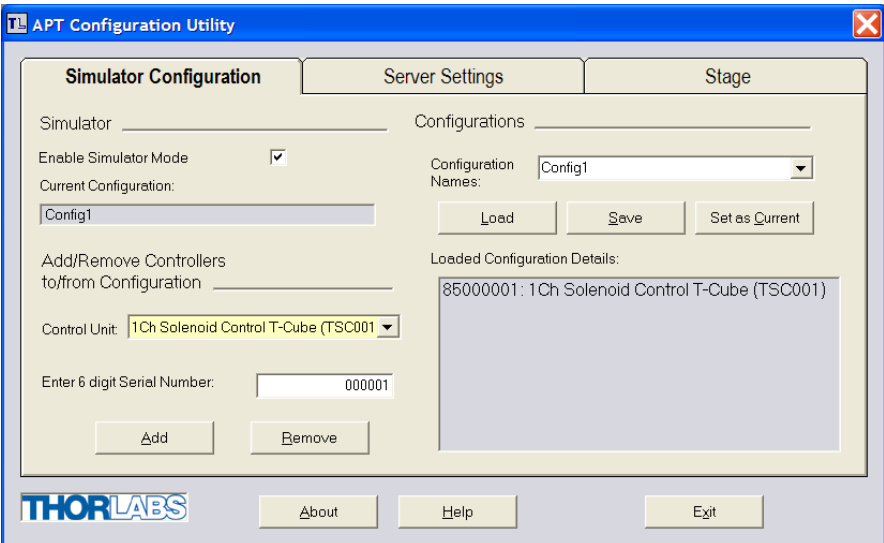 TL APT Configuration Utility
Simulator Configuration
Server Settings
Stage
Simulator
Enable Simulator Mode
Current Configuration:
Config1
Add/Remove Controllers
to/from Configuration
Control Unit:
1Ch Solenoid Control T-Cube (TSC001
Enter 6 digit Serial Number:
000001
Add
Remove
Configurations
Configuration
Names:
Config1
Load
Save
Set as Current
Loaded Configuration Details:
85000001: 1Ch Solenoid Control T-Cube (TSC001)
THORLABS
About
Help
Exit